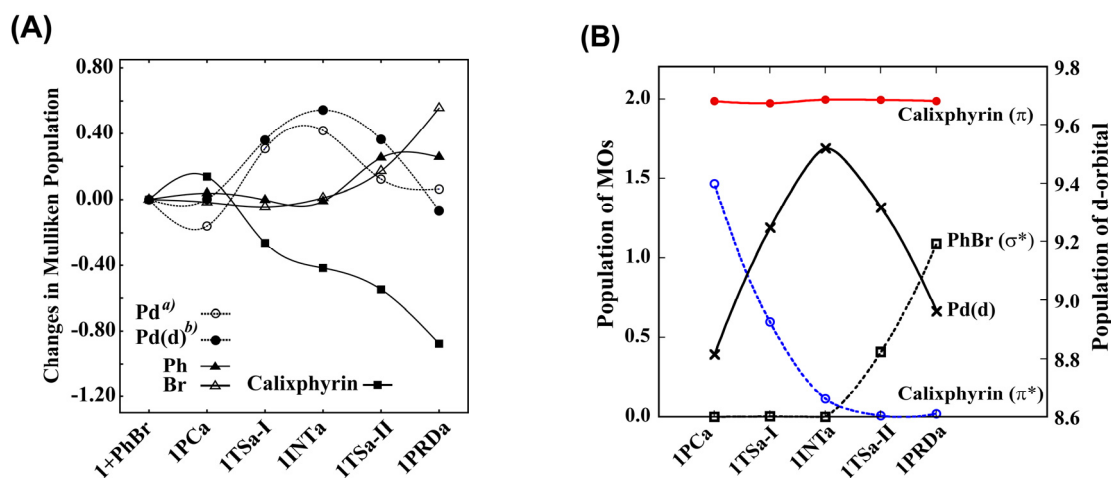 (A)
Changes in Mulliken Population
0.80
0.40
0.00
-0.40
-0.80
-1.20
Pd a)
Pd(d) b)
Ph
Br
Calixphyrin
1+PhBr
1PCa
1TSa-I
1INTa
1TSa-II
1PRDa
(B)
Population of MOs
2.0
1.5
1.0
0.5
0.0
Calixphyrin (π)
PhBr (σ*)
Pd(d)
Calixphyrin (π*)
9.8
9.6
9.4
9.2
9.0
8.8
8.6
Population of d-orbital
1PCa
1TSa-I
1INTa
1TSa-II
1PRDa